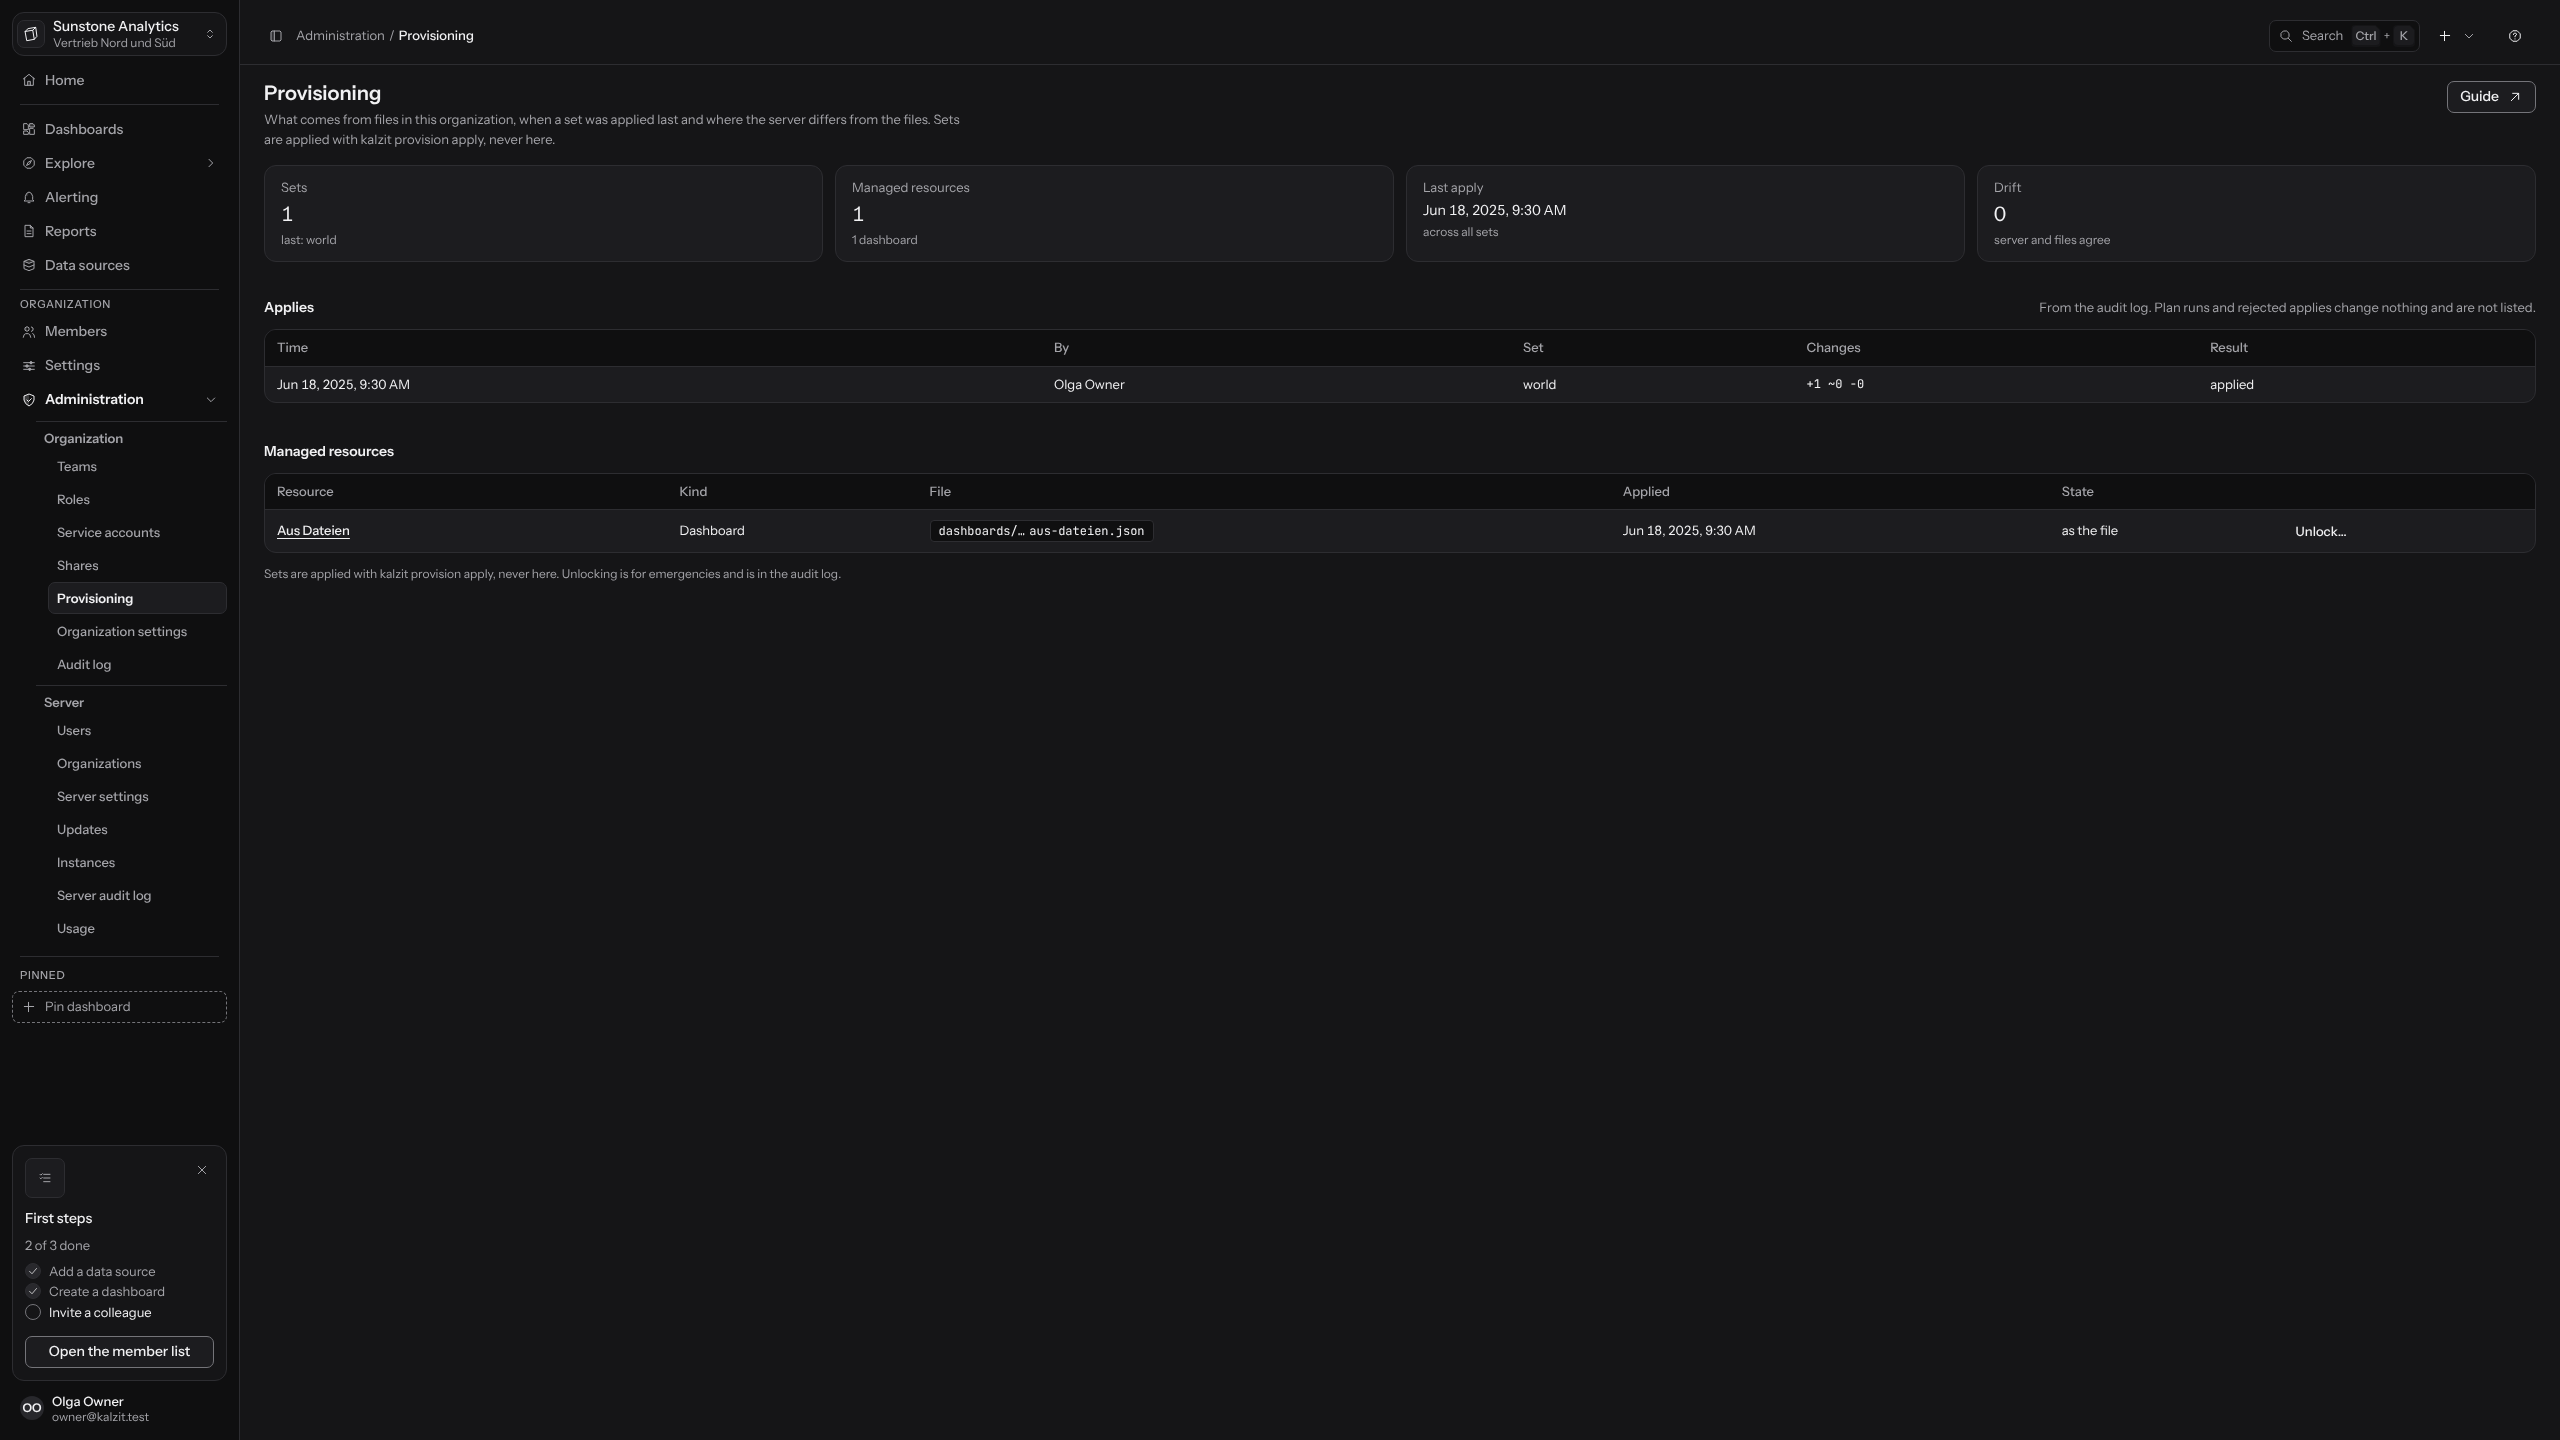 Sunstone Analytics
Vertrieb Nord und Süd
Home
Dashboards
Explore
Alerting
Reports
Data sources
ORGANIZATION
Members
Settings
Administration
Organization
Teams
Roles
Service accounts
Shares
Provisioning
Organization settings
Audit log
Server
Users
Organizations
Server settings
Updates
Instances
Server audit log
Usage
PINNED
Pin dashboard
First steps
2 of 3 done
Add a data source
Create a dashboard
Invite a colleague
Open the member list
OO
Olga Owner
owner@kalzit.test
Administration / Provisioning
Search Ctrl + K
Provisioning
Guide
What comes from files in this organization, when a set was applied last and where the server differs from the files. Sets
are applied with kalzit provision apply, never here.
Sets
1
last: world
Managed resources
1
1 dashboard
Last apply
Jun 18, 2025, 9:30 AM
across all sets
Drift
0
server and files agree
Applies
From the audit log. Plan runs and rejected applies change nothing and are not listed.
Time By Set Changes Result
Jun 18, 2025, 9:30 AM Olga Owner world +1 ~0 -0 applied
Managed resources
Resource Kind File Applied State
Aus Dateien Dashboard dashboards/… aus-dateien.json Jun 18, 2025, 9:30 AM as the file Unlock…
Sets are applied with kalzit provision apply, never here. Unlocking is for emergencies and is in the audit log.